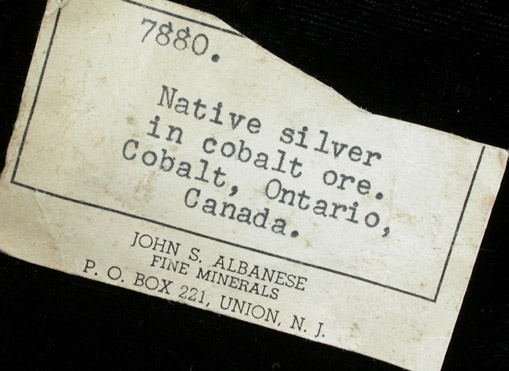 7880.
Native silver
in cobalt ore.
Cobalt, Ontario,
Canada.
JOHN S. ALBANESE
FINE MINERALS
P. O. BOX 221, UNION, N. J.